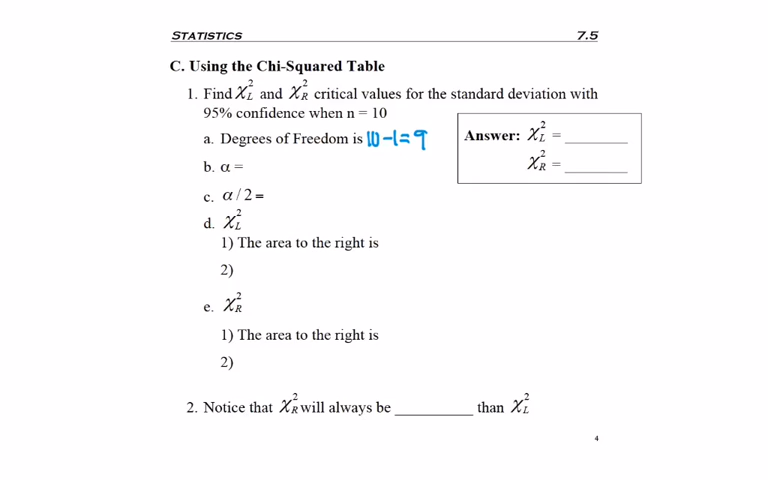 STATISTICS 7.5
C. Using the Chi-Squared Table
1. Find χ²L and χ²R critical values for the standard deviation with
95% confidence when n = 10
a. Degrees of Freedom is 10-1=9
Answer: χ²L = ________
χ²R = ________
b. α =
c. α / 2 =
d. χ²L
1) The area to the right is
2)
e. χ²R
1) The area to the right is
2)
2. Notice that χ²R will always be _________ than χ²L
4